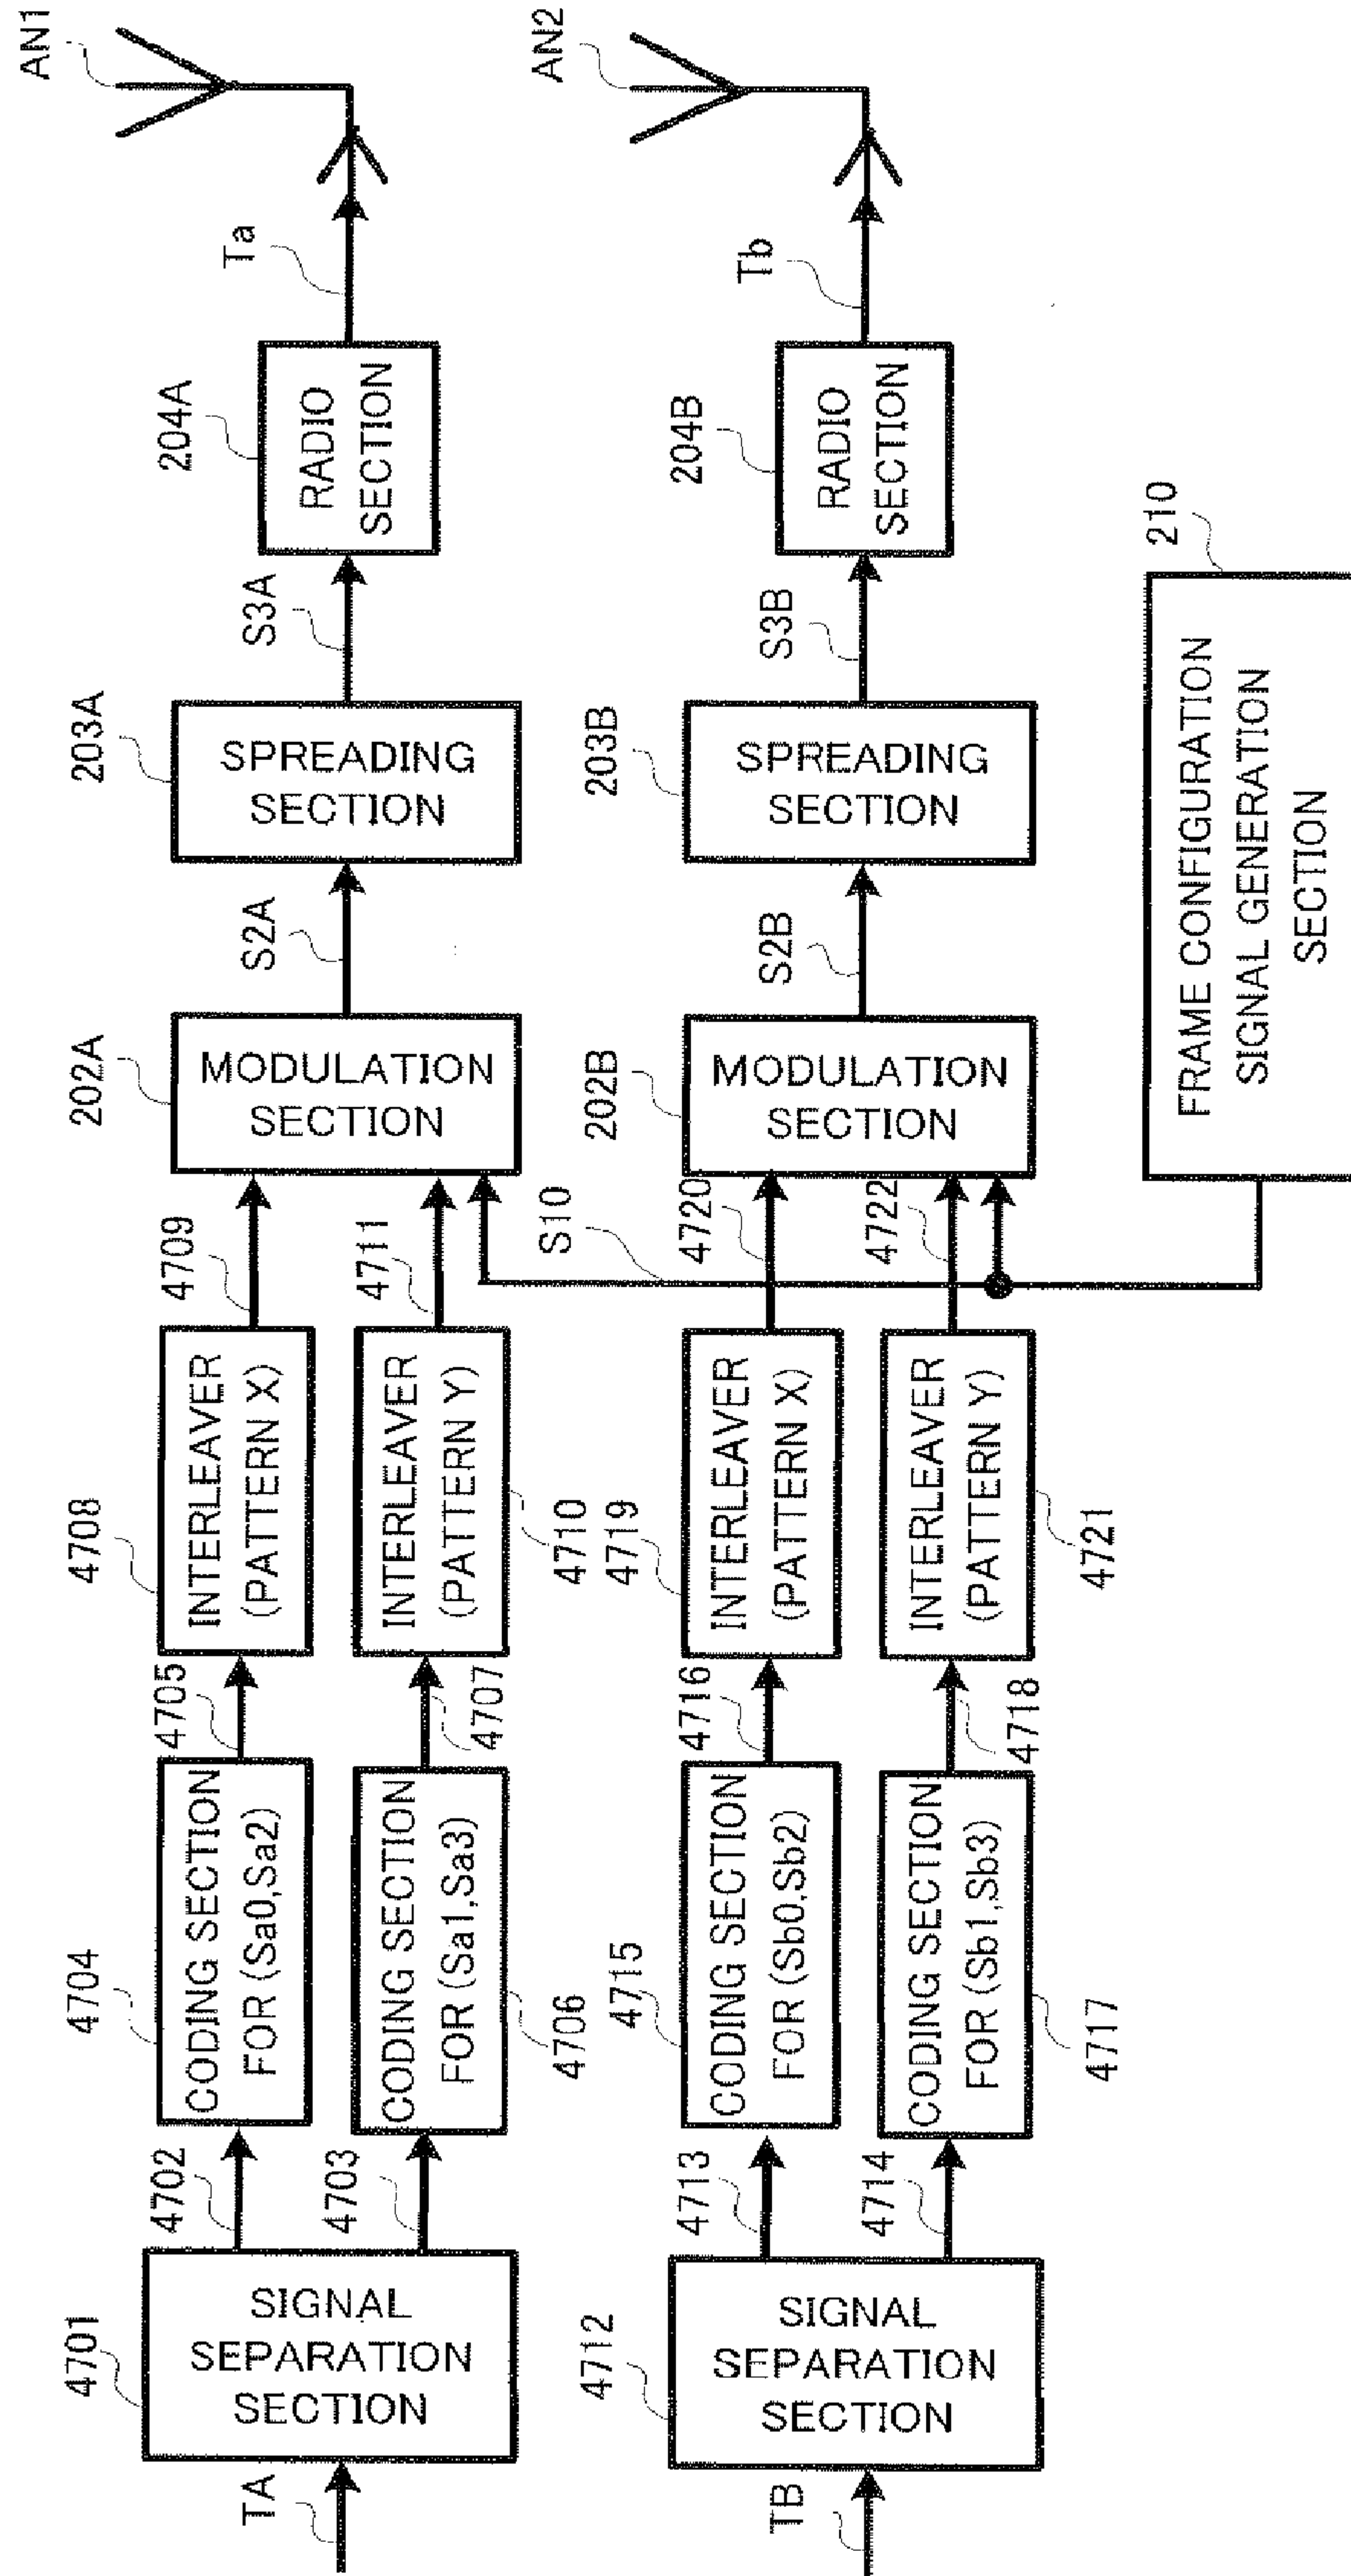 AN1
Ta
204A
RADIO
SECTION
S3A
203A
SPREADING
SECTION
S2A
202A
MODULATION
SECTION
4709
4711
4708
INTERLEAVER
(PATTERN X)
INTERLEAVER
(PATTERN Y)
4710
4705
4707
4704
CODING SECTION
FOR (Sa0,Sa2)
CODING SECTION
FOR (Sa1,Sa3)
4706
4702
4703
4701
SIGNAL
SEPARATION
SECTION
TA
AN2
Tb
204B
RADIO
SECTION
S3B
203B
SPREADING
SECTION
S2B
202B
MODULATION
SECTION
S10
4720
4722
4719
INTERLEAVER
(PATTERN X)
INTERLEAVER
(PATTERN Y)
4721
4716
4718
4715
CODING SECTION
FOR (Sb0,Sb2)
CODING SECTION
FOR (Sb1,Sb3)
4717
4713
4714
4712
SIGNAL
SEPARATION
SECTION
TB
210
FRAME CONFIGURATION
SIGNAL GENERATION
SECTION